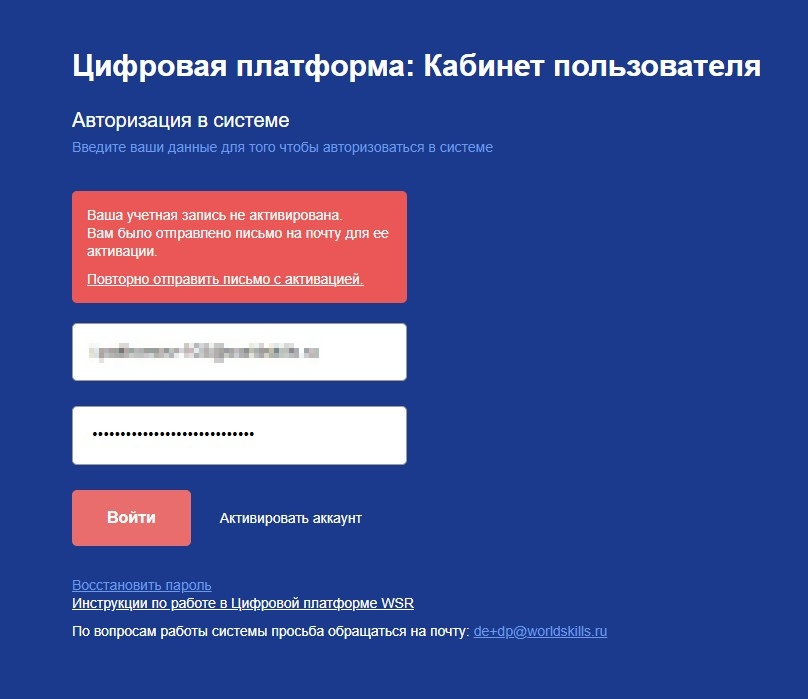 Цифровая платформа: Кабинет пользователя
Авторизация в системе
Введите ваши данные для того чтобы авторизоваться в системе
Ваша учетная запись не активирована.
Вам было отправлено письмо на почту для ее
активации.
Повторно отправить письмо с активацией.
Войти
Активировать аккаунт
Восстановить пароль
Инструкции по работе в Цифровой платформе WSR
По вопросам работы системы просьба обращаться на почту: de+dp@worldskills.ru